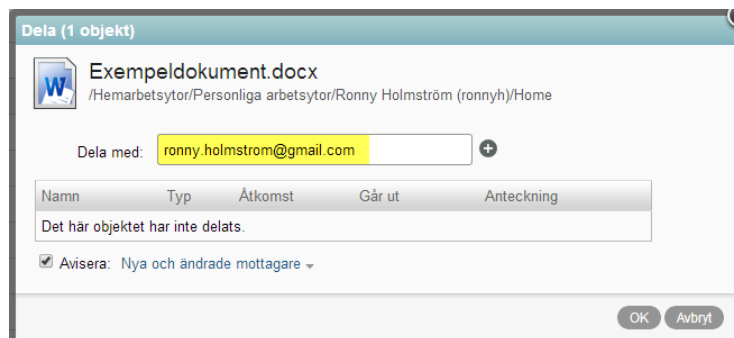 Dela (1 objekt)
Exempeldokument.docx
/Hemarbetsytor/Personliga arbetsytor/Ronny Holmström (ronnyh)/Home
Dela med: ronny.holmstrom@gmail.com
Namn Typ Åtkomst Går ut Anteckning
Det här objektet har inte delats.
Avisera: Nya och ändrade mottagare
OK Avbryt